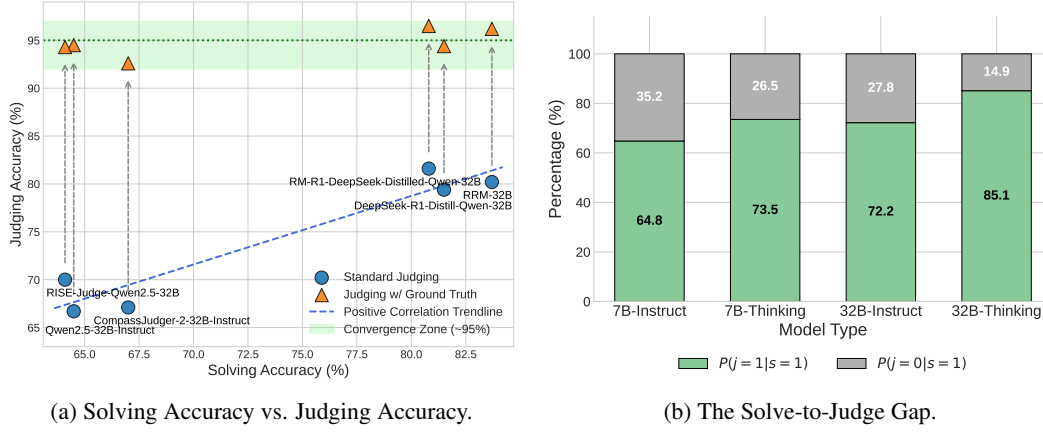 Judging Accuracy (%)
95
90
85
80
75
70
65
RM-R1-DeepSeek-Distilled-Qwen-32B
RRM-32B
DeepSeek-R1-Distill-Qwen-32B
RISE-Judge-Qwen2.5-32B
CompassJudger-2-32B-Instruct
Qwen2.5-32B-Instruct
Standard Judging
Judging w/ Ground Truth
Positive Correlation Trendline
Convergence Zone (~95%)
65.0 67.5 70.0 72.5 75.0 77.5 80.0 82.5
Solving Accuracy (%)
(a) Solving Accuracy vs. Judging Accuracy.
Percentage (%)
100
80
60
40
20
0
35.2 26.5 27.8 14.9
64.8 73.5 72.2 85.1
7B-Instruct 7B-Thinking 32B-Instruct 32B-Thinking
Model Type
P(j = 1|s = 1) P(j = 0|s = 1)
(b) The Solve-to-Judge Gap.